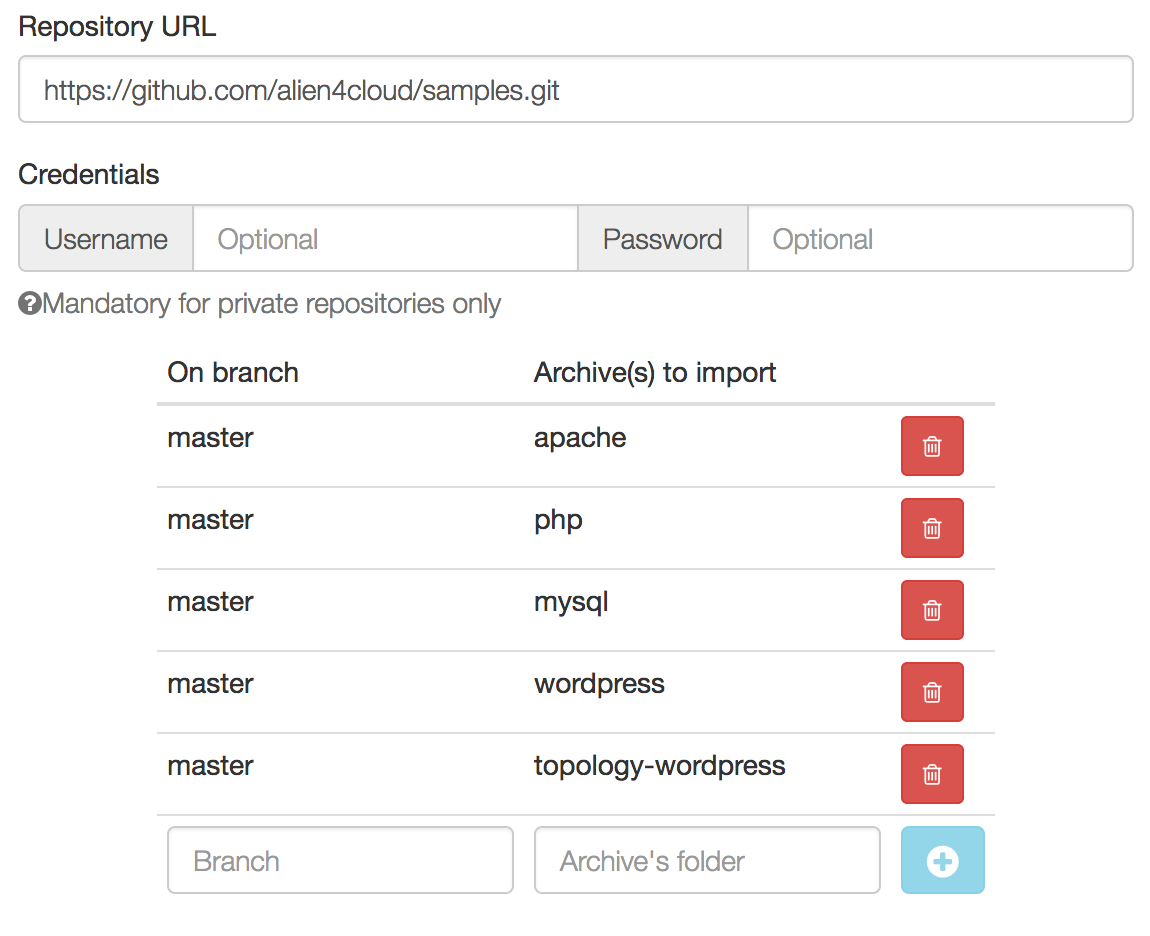 Repository URL
https://github.com/alien4cloud/samples.git
Credentials
Username Optional Password Optional
?Mandatory for private repositories only
On branch Archive(s) to import
master apache
master php
master mysql
master wordpress
master topology-wordpress
Branch Archive's folder